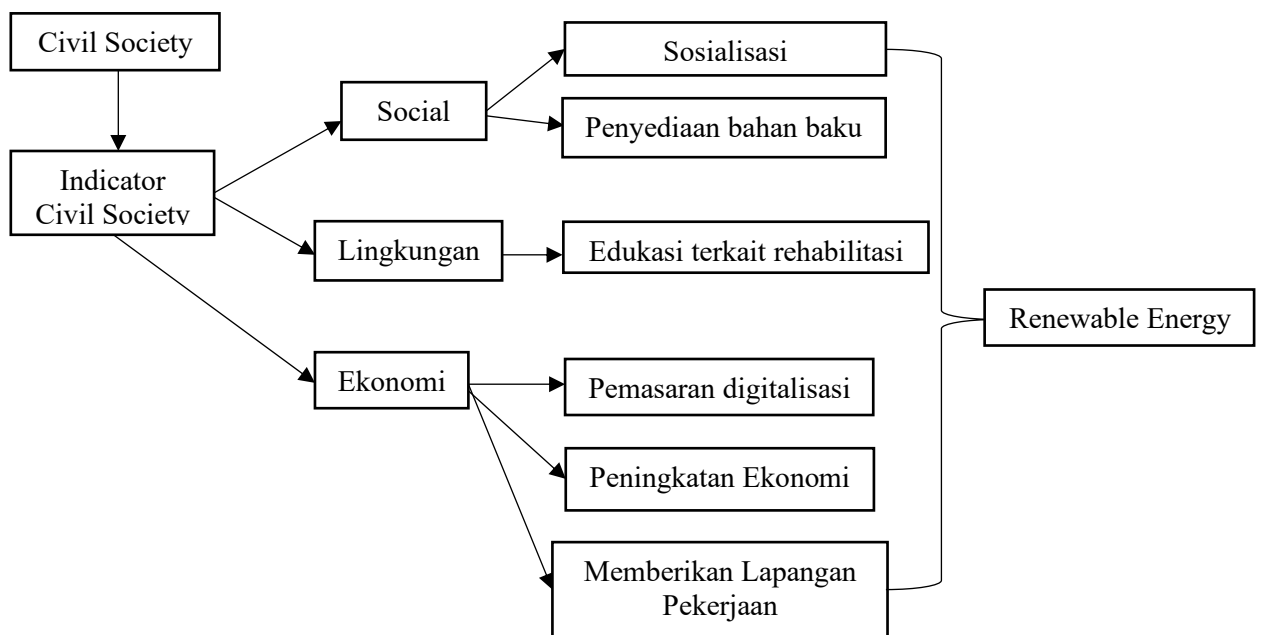 Civil Society
Indicator
Civil Society
Social
Lingkungan
Ekonomi
Sosialisasi
Penyediaan bahan baku
Edukasi terkait rehabilitasi
Pemasaran digitalisasi
Peningkatan Ekonomi
Memberikan Lapangan
Pekerjaan
Renewable Energy